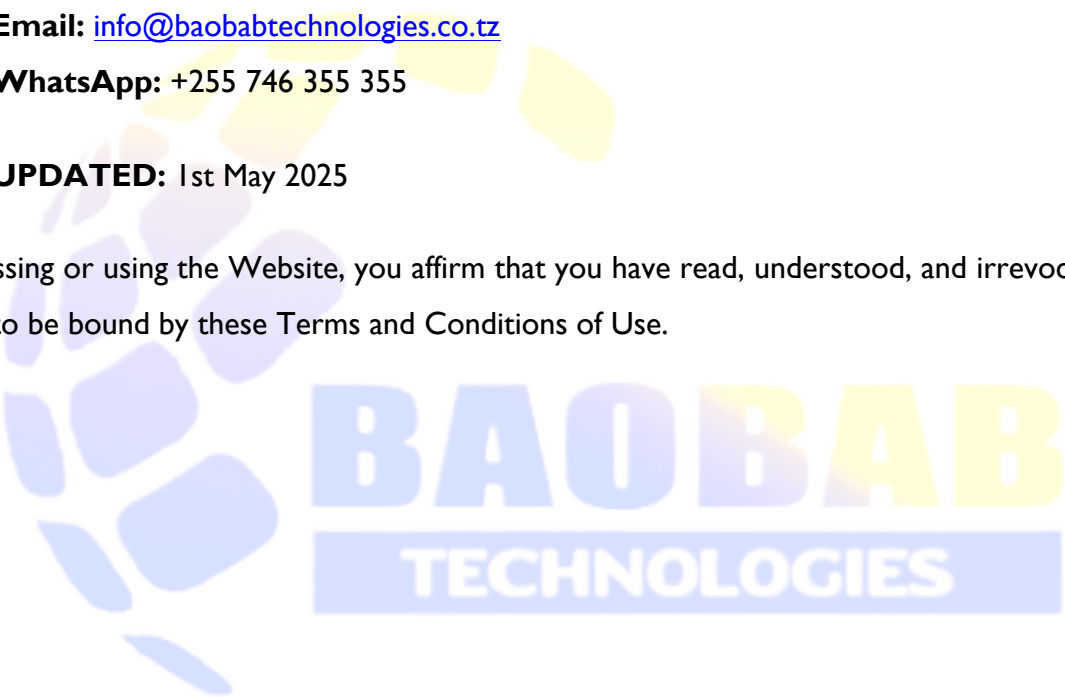 Email: info@baobabtechnologies.co.tz
WhatsApp: +255 746 355 355
UPDATED: 1st May 2025
ssing or using the Website, you affirm that you have read, understood, and irrevoc
to be bound by these Terms and Conditions of Use.
BAOBAB
TECHNOLOGIES